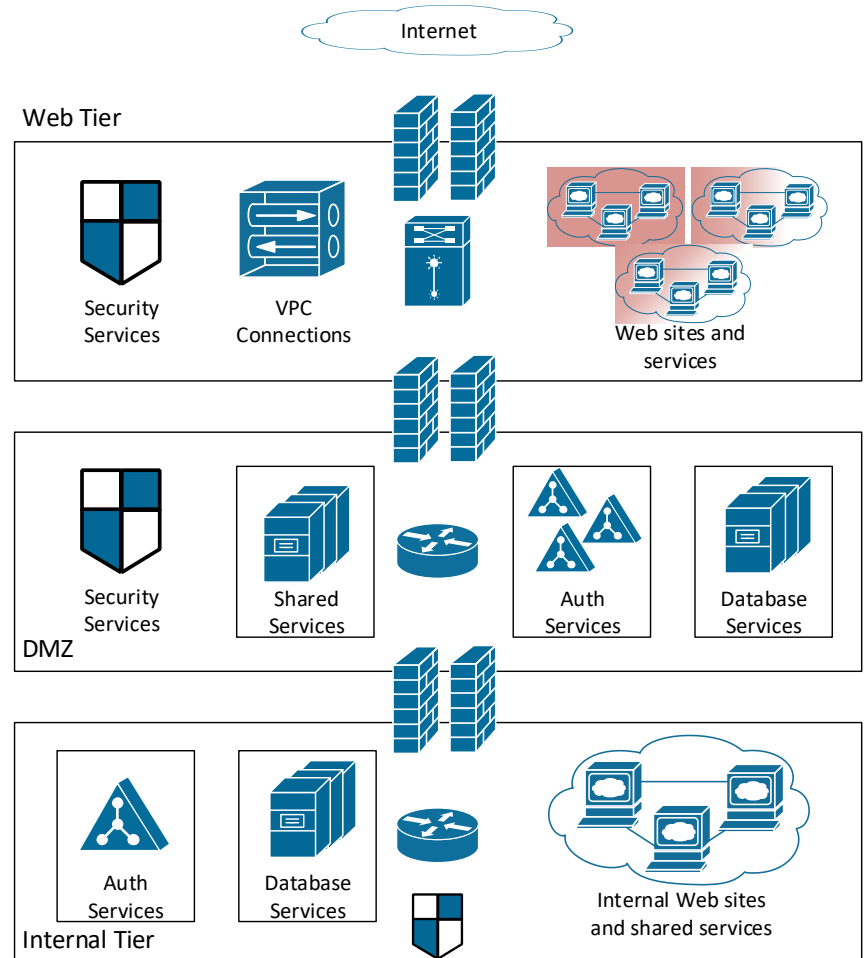 Internet
Web Tier
Security
Services
VPC
Connections
Web sites and
services
Security
Services
Shared
Services
Auth
Services
Database
Services
DMZ
Auth
Services
Database
Services
Internal Web sites
and shared services
Internal Tier